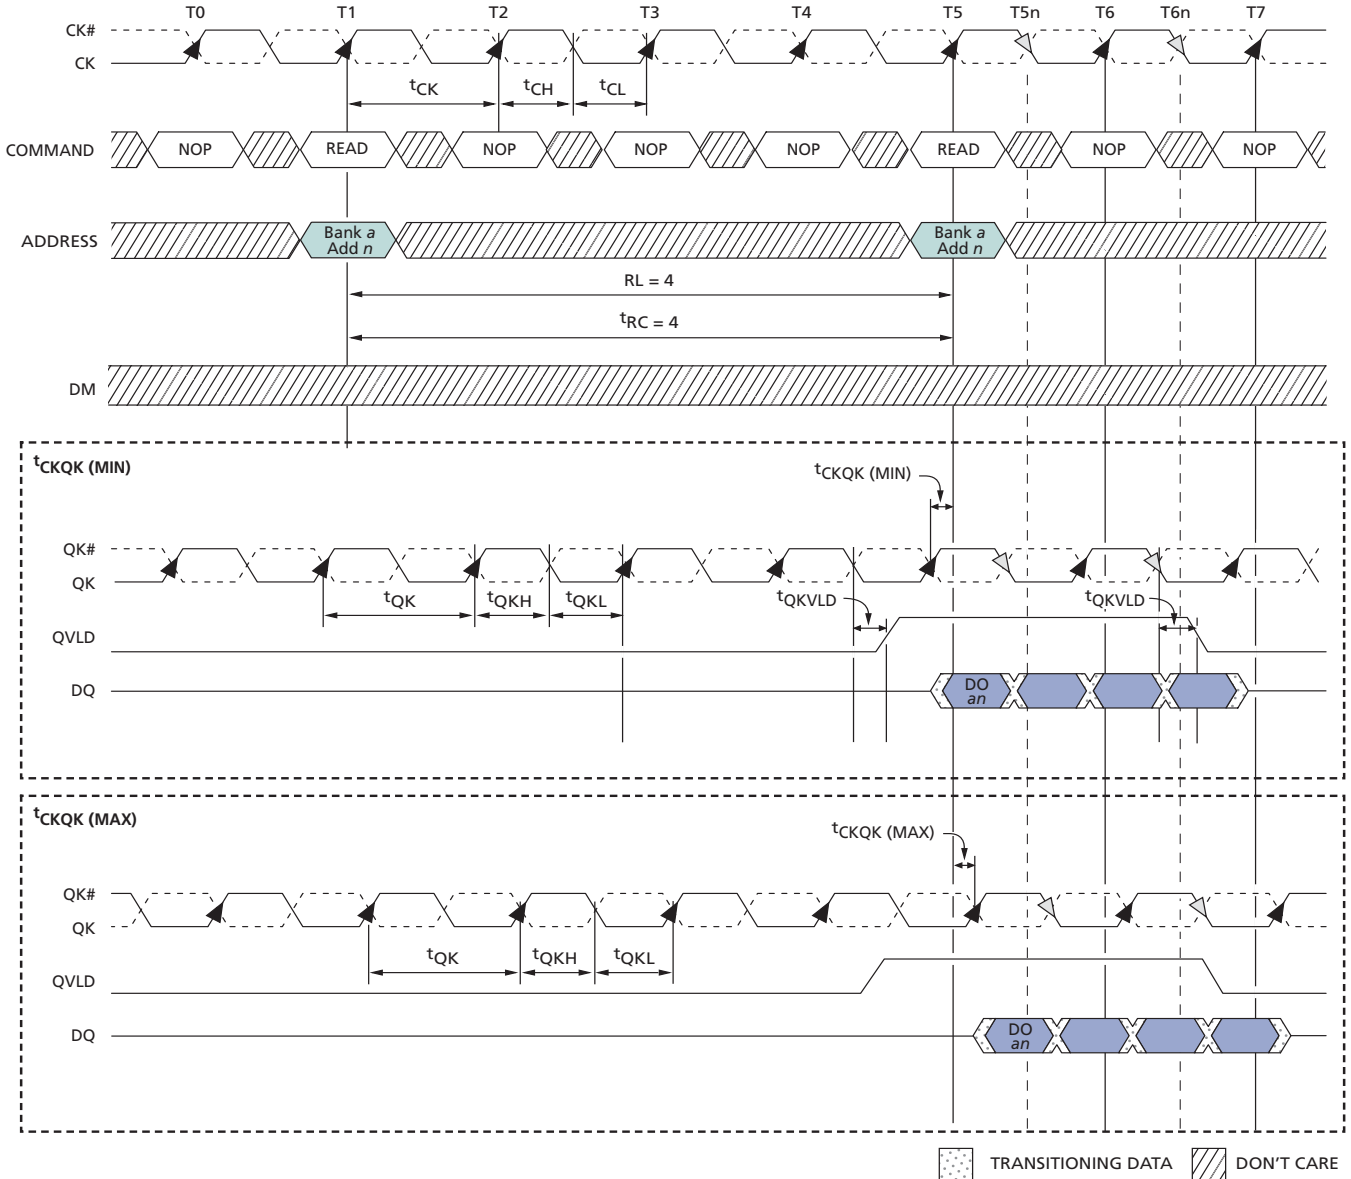 T0 T1 T2 T3 T4 T5 T5n T6 T6n T7
CK#
CK
tCK tCH tCL
COMMAND NOP READ NOP NOP NOP READ NOP NOP
ADDRESS Bank a Bank a
Add n Add n
RL = 4
tRC = 4
DM
tCKQK (MIN)
tCKQK (MIN)
QK#
QK
tQK tQKH tQKL tQKVLD tQKVLD
QVLD
DQ DO
an
tCKQK (MAX)
tCKQK (MAX)
QK#
QK
tQK tQKH tQKL
QVLD
DQ DO
an
TRANSITIONING DATA DON'T CARE